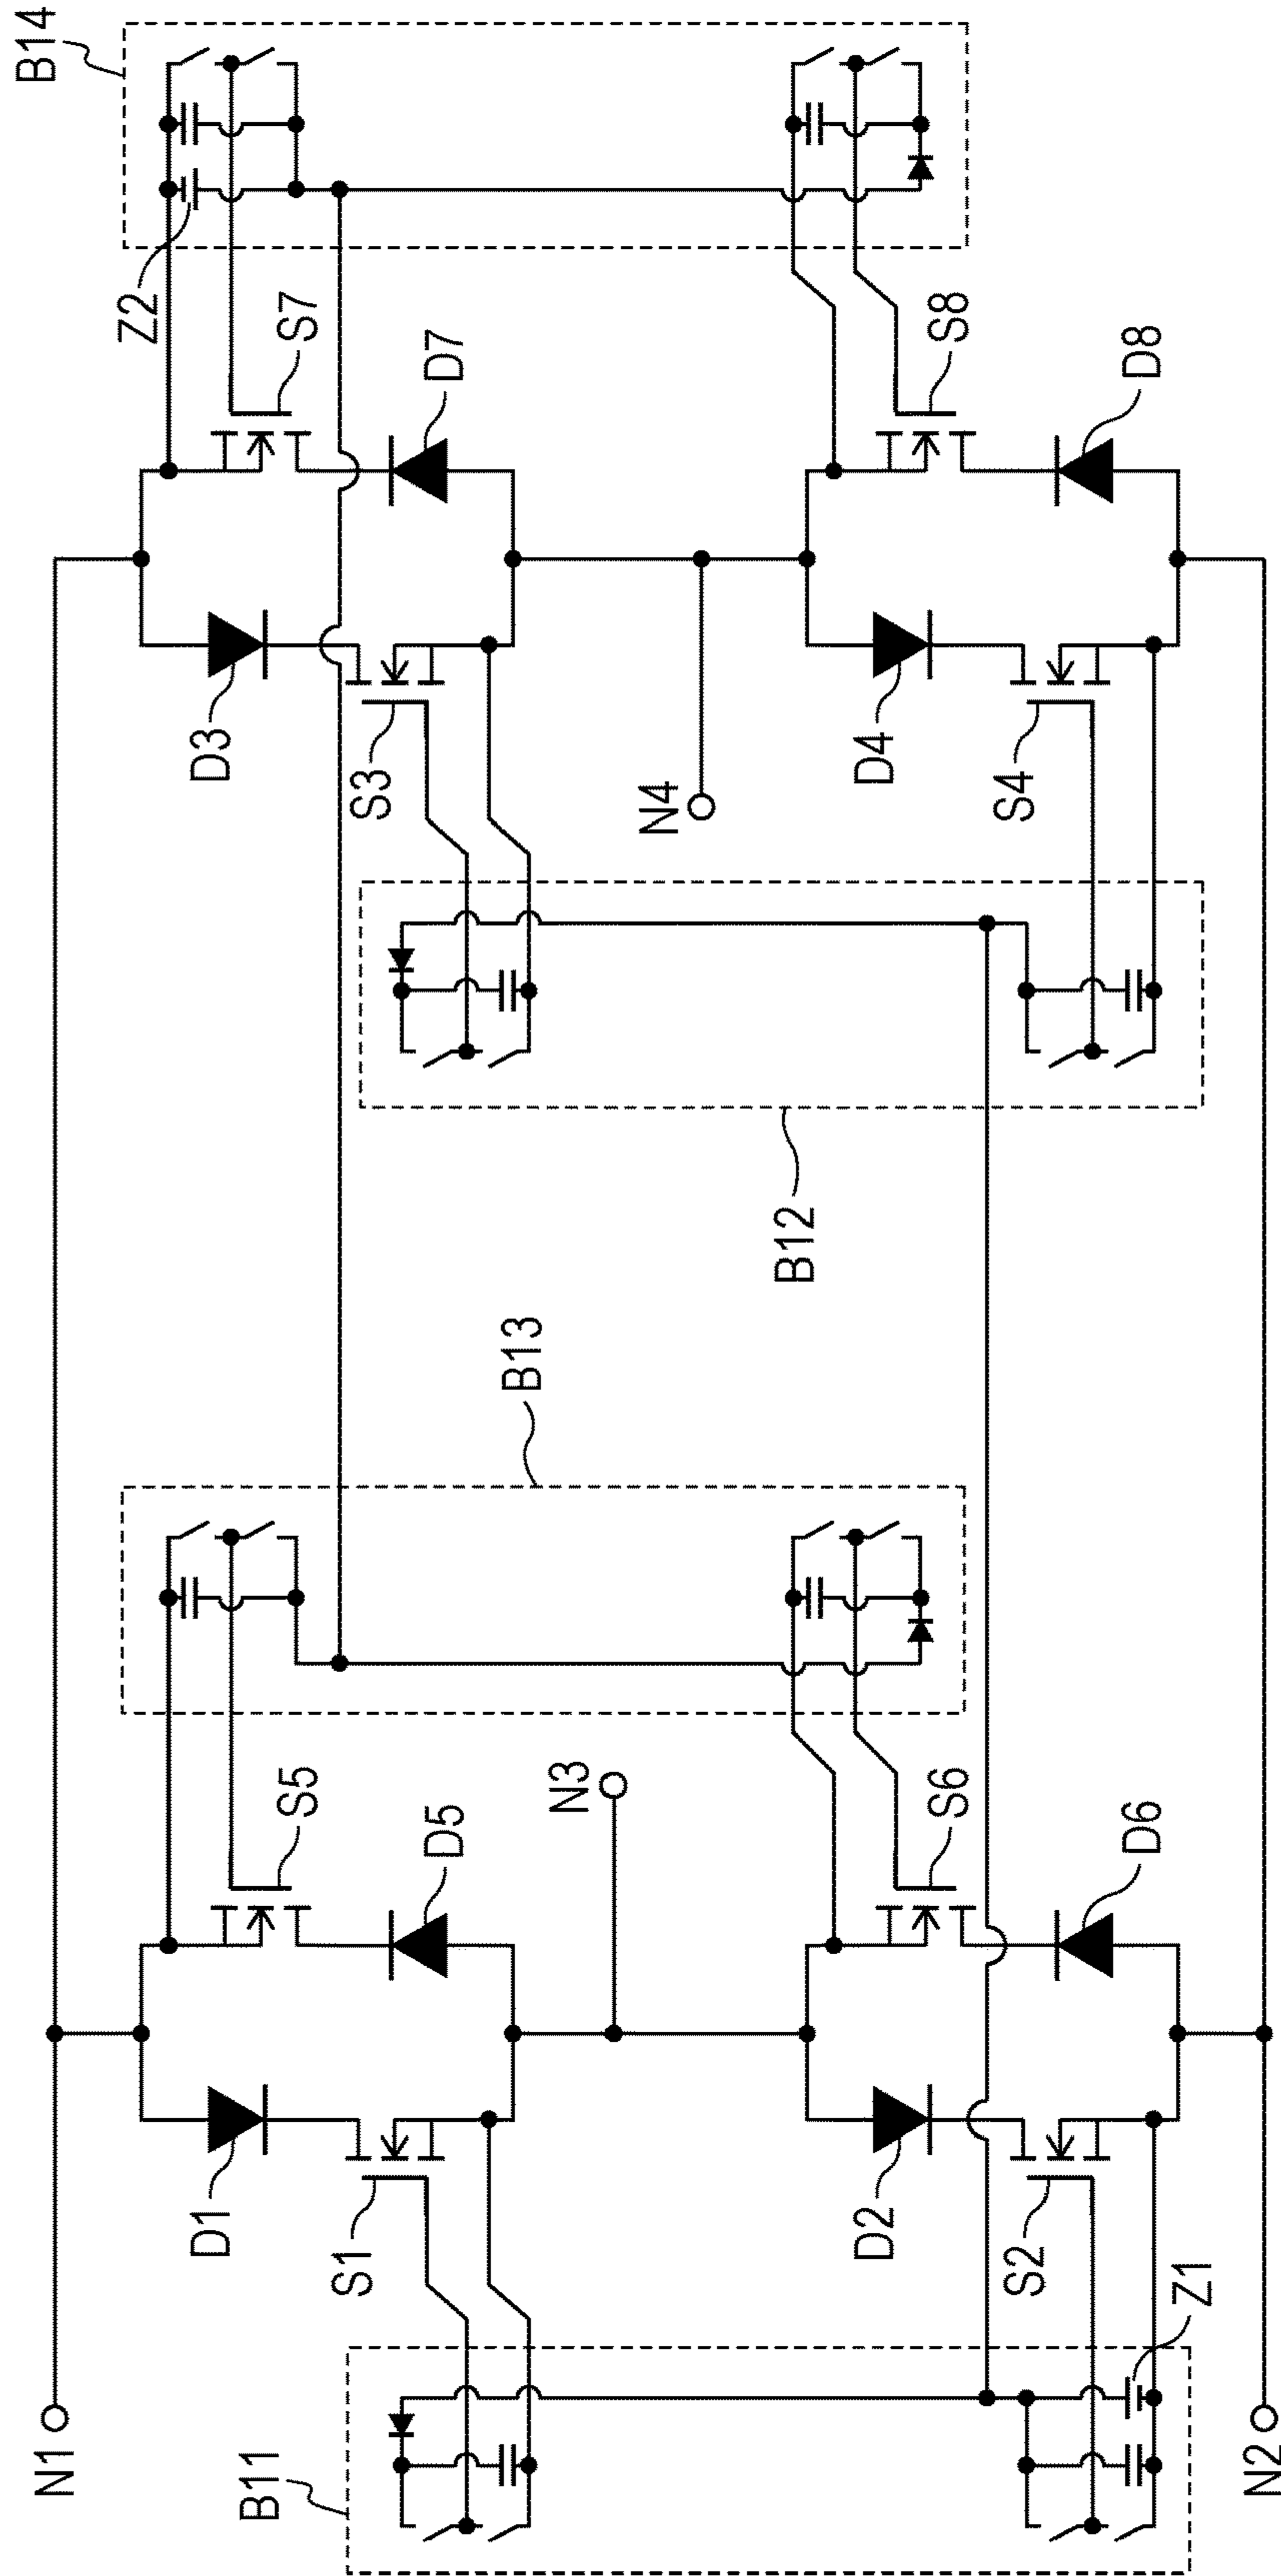 B14
Z2
S7
D7
S8
D8
D3
S3
N4
D4
S4
B12
B13
S5
D5
N3
S6
D6
D1
S1
D2
S2
Z1
N1
B11
N2